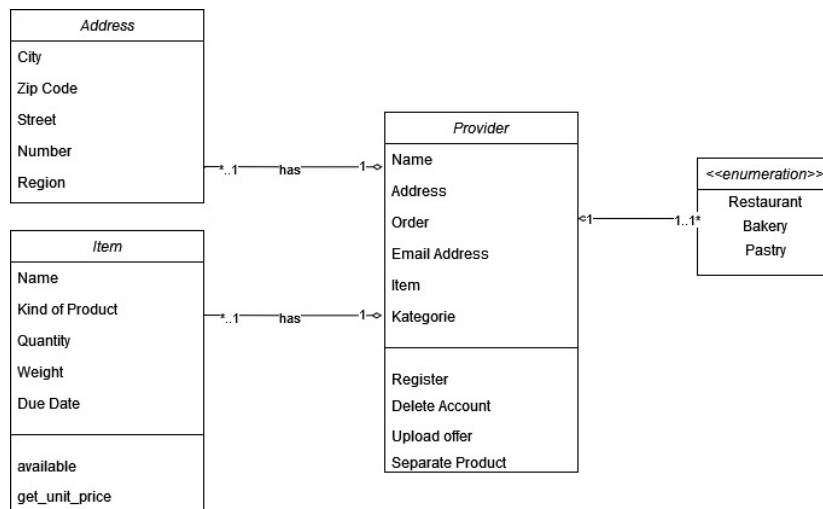 Address
City
Zip Code
Street
Number
Region
*..1 has 1
Item
Name
Kind of Product
Quantity
Weight
Due Date
available
get_unit_price
*..1 has 1
Provider
Name
Address
Order
Email Address
Item
Kategorie
Register
Delete Account
Upload offer
Separate Product
1 1..1*
<<enumeration>>
Restaurant
Bakery
Pastry